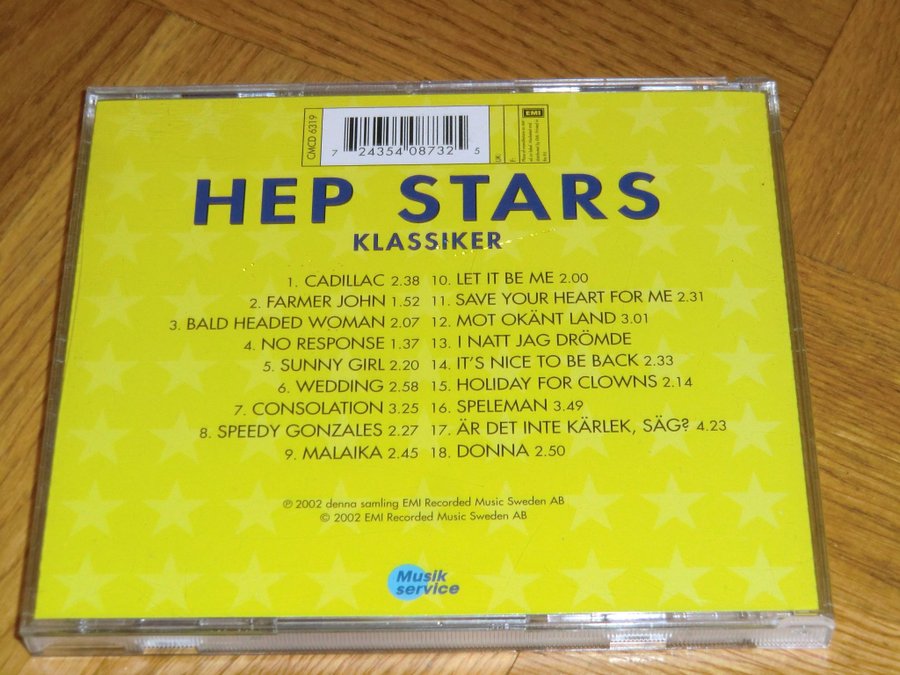 CMCD 6319
7 24354 08732 5
UK:
F:
EMI
HEP STARS
KLASSIKER
1. CADILLAC 2.38
2. FARMER JOHN 1.52
3. BALD HEADED WOMAN 2.07
4. NO RESPONSE 1.37
5. SUNNY GIRL 2.20
6. WEDDING 2.58
7. CONSOLATION 3.25
8. SPEEDY GONZALES 2.27
9. MALAIKA 2.45
10. LET IT BE ME 2.00
11. SAVE YOUR HEART FOR ME 2.31
12. MOT OKÄNT LAND 3.01
13. I NATT JAG DRÖMDE
14. IT'S NICE TO BE BACK 2.33
15. HOLIDAY FOR CLOWNS 2.14
16. SPELEMAN 3.49
17. ÄR DET INTE KÄRLEK, SÄG? 4.23
18. DONNA 2.50
℗ 2002 denna samling EMI Recorded Music Sweden AB
© 2002 EMI Recorded Music Sweden AB
Musik
service